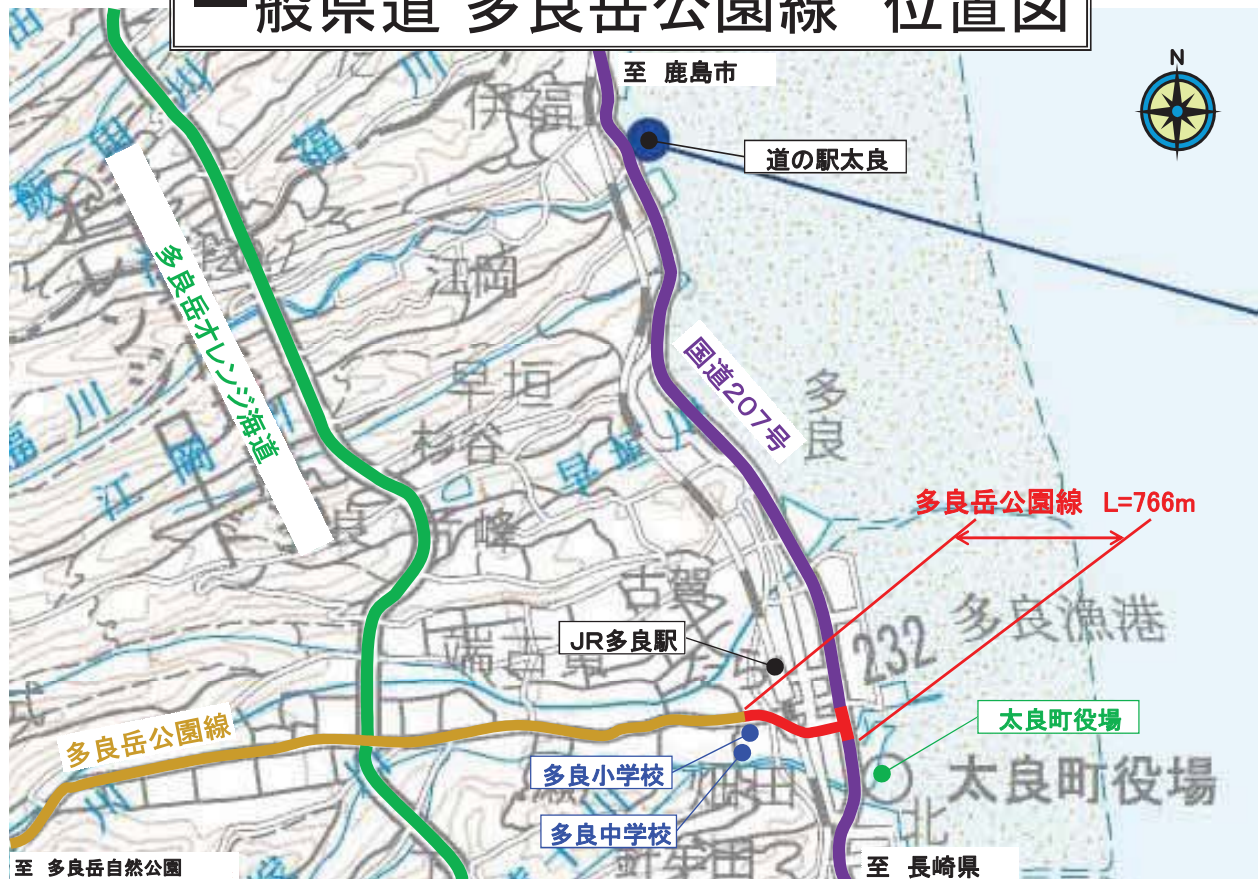 一般県道 多良岳公園線 位置図
至 鹿島市
N
伊福
道の駅太良
多良岳オレンジ海道
江岡
国道207号
早垣
杉谷
多良
江岡
川
多良岳公園線 L=766m
峰
古賀
多良漁港
JR多良駅
232
多良岳公園線
太良町役場
多良小学校
太良町役場
多良中学校
北
至 多良岳自然公園
至 長崎県